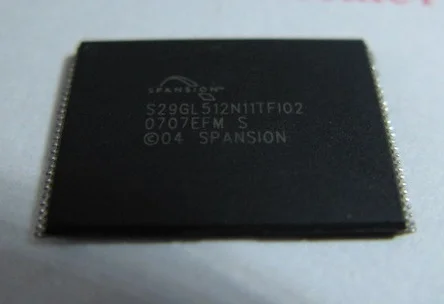 SPANSION
S29GL512N11TFI02
0707EFM S
©04 SPANSION